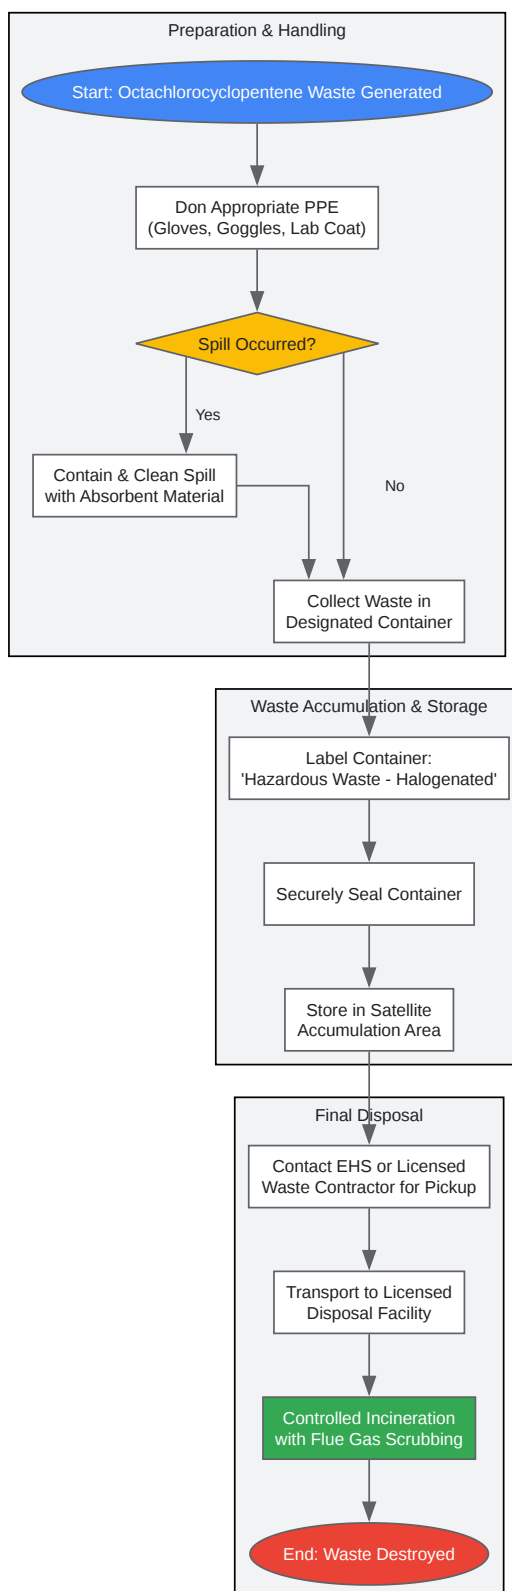 Preparation & Handling
Start: Octachlorocyclopentene Waste Generated
Don Appropriate PPE
(Gloves, Goggles, Lab Coat)
Spill Occurred?
Yes
Contain & Clean Spill
with Absorbent Material
No
Collect Waste in
Designated Container
Waste Accumulation & Storage
Label Container:
'Hazardous Waste - Halogenated'
Securely Seal Container
Store in Satellite
Accumulation Area
Final Disposal
Contact EHS or Licensed
Waste Contractor for Pickup
Transport to Licensed
Disposal Facility
Controlled Incineration
with Flue Gas Scrubbing
End: Waste Destroyed